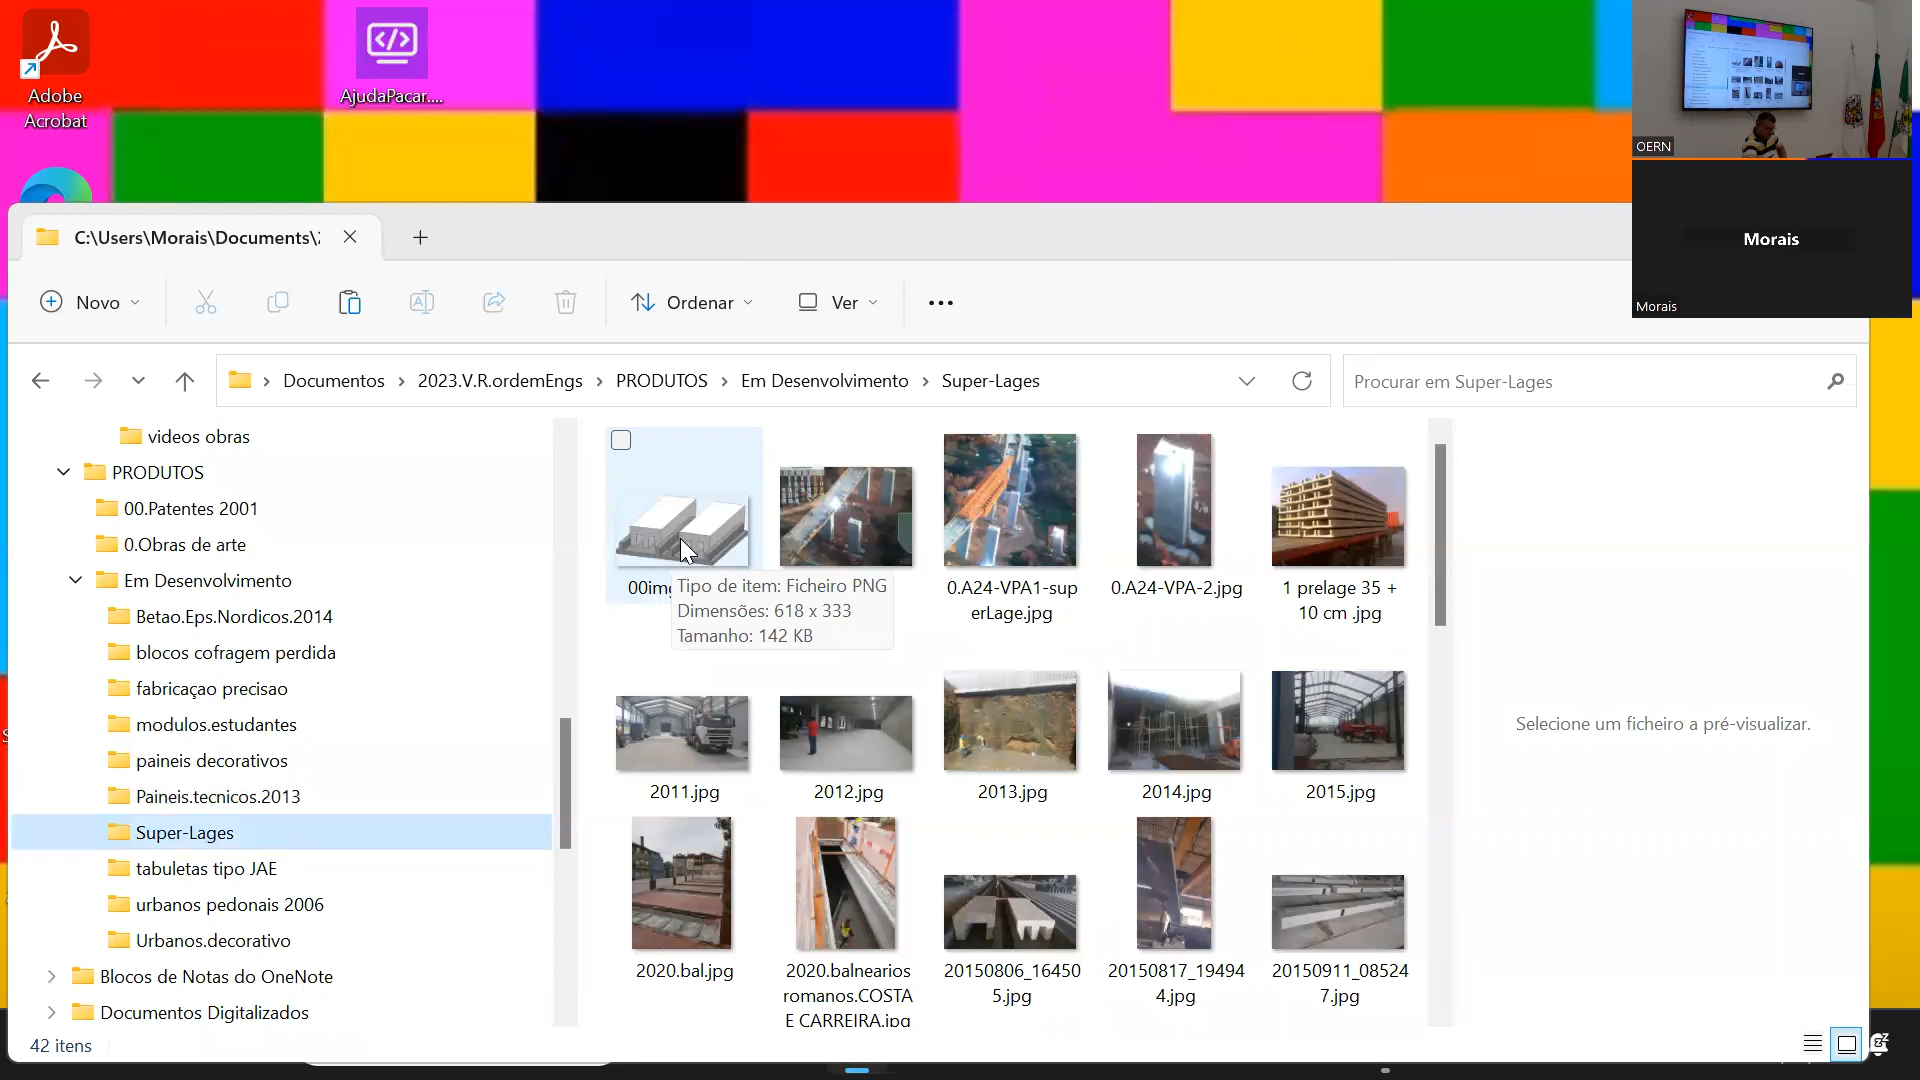 Adobe
Acrobat
AjudaPacar....
OERN
Morais
Morais
C:\Users\Morais\Documents\
Novo
Ordenar
Ver
Documentos
2023.V.R.ordemEngs
PRODUTOS
Em Desenvolvimento
Super-Lages
Procurar em Super-Lages
videos obras
PRODUTOS
00.Patentes 2001
0.Obras de arte
Em Desenvolvimento
Betao.Eps.Nordicos.2014
blocos cofragem perdida
fabricaçao precisao
modulos.estudantes
paineis decorativos
Paineis.tecnicos.2013
Super-Lages
tabuletas tipo JAE
urbanos pedonais 2006
Urbanos.decorativo
Blocos de Notas do OneNote
Documentos Digitalizados
42 itens
00img
Tipo de item: Ficheiro PNG
Dimensões: 618 x 333
Tamanho: 142 KB
0.A24-VPA1-sup
erLage.jpg
0.A24-VPA-2.jpg
1 prelage 35 +
10 cm .jpg
2011.jpg
2012.jpg
2013.jpg
2014.jpg
2015.jpg
2020.bal.jpg
2020.balnearios
romanos.COSTA
E CARREIRA.jpg
20150806_16450
5.jpg
20150817_19494
4.jpg
20150911_08524
7.jpg
Selecione um ficheiro a pré-visualizar.